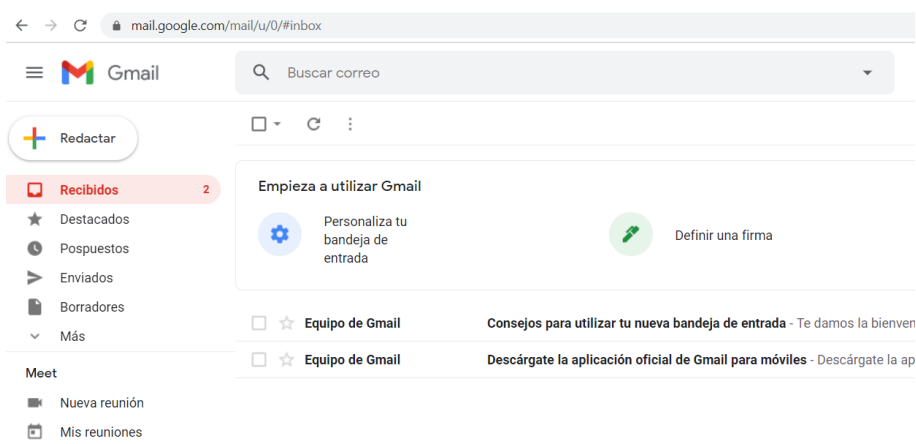 mail.google.com/mail/u/0/#inbox
Gmail
Buscar correo
Redactar
Recibidos 2
Destacados
Pospuestos
Enviados
Borradores
Más
Meet
Nueva reunión
Mis reuniones
Empieza a utilizar Gmail
Personaliza tu
bandeja de
entrada
Definir una firma
Equipo de Gmail Consejos para utilizar tu nueva bandeja de entrada - Te damos la bienven
Equipo de Gmail Descárgate la aplicación oficial de Gmail para móviles - Descárgate la ap